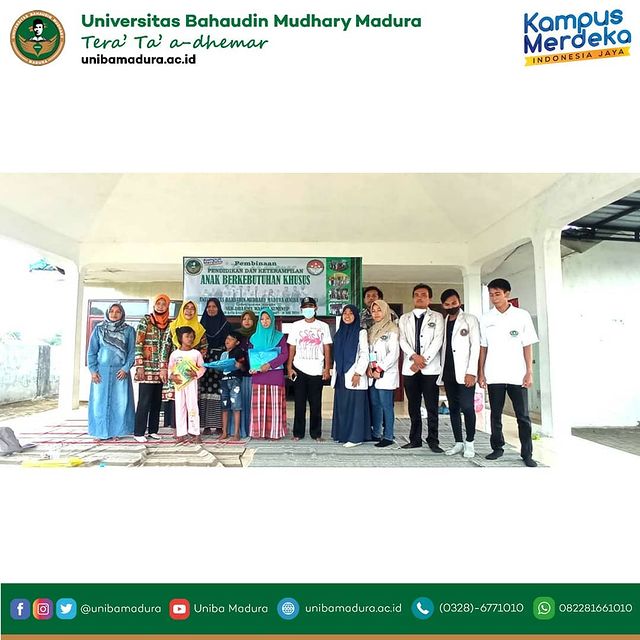 Universitas Bahaudin Mudhary Madura
Tera' Ta' a-dhemar
unibamadura.ac.id
Kampus
Merdeka
INDONESIA JAYA
Pembinaan
PENDIDIKAN DAN KETERAMPILAN
ANAK BERKEBUTUHAN KHUSUS
@unibamadura
Uniba Madura
unibamadura.ac.id
(0328)-6771010
082281661010